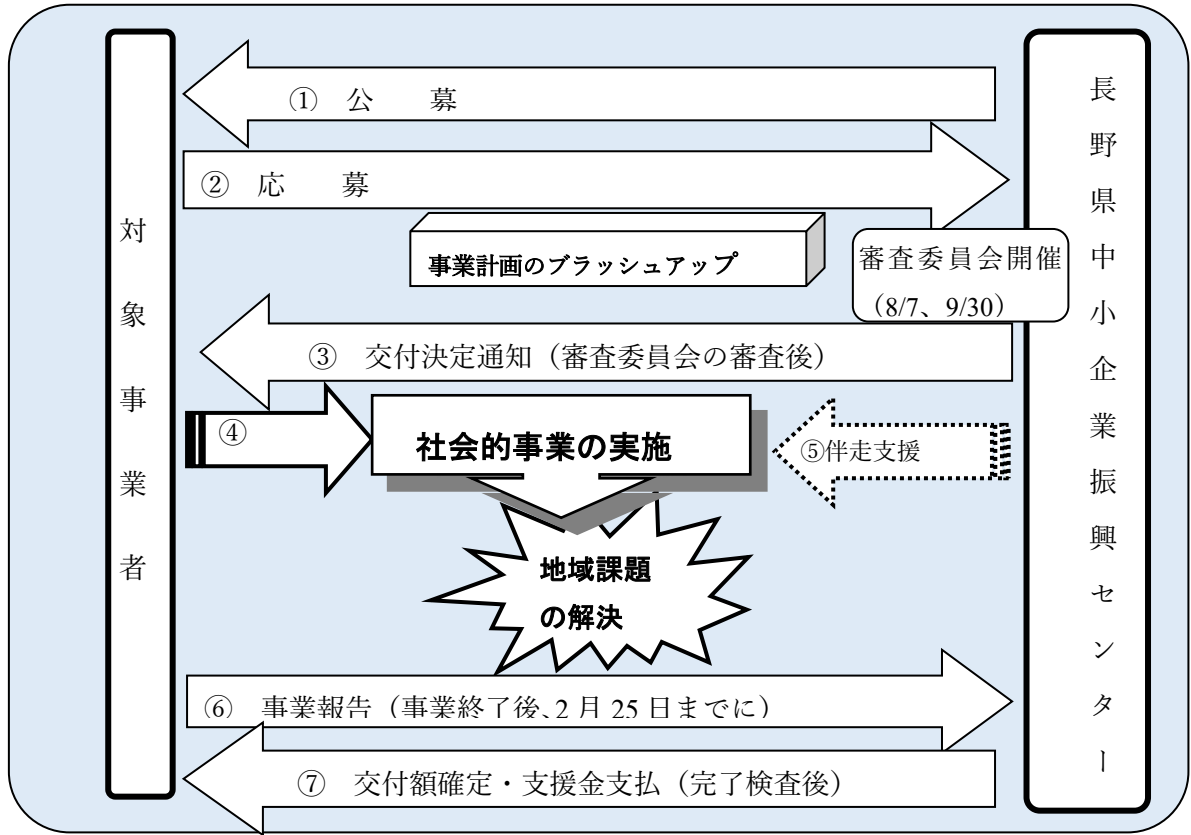 対象事業者
長野県中小企業振興センター
① 公　　募
② 応　　募
事業計画のブラッシュアップ
審査委員会開催
（8/7、9/30）
③ 交付決定通知（審査委員会の審査後）
④
社会的事業の実施
⑤伴走支援
地域課題
の解決
⑥ 事業報告（事業終了後、2 月 25 日までに）
⑦ 交付額確定・支援金支払（完了検査後）